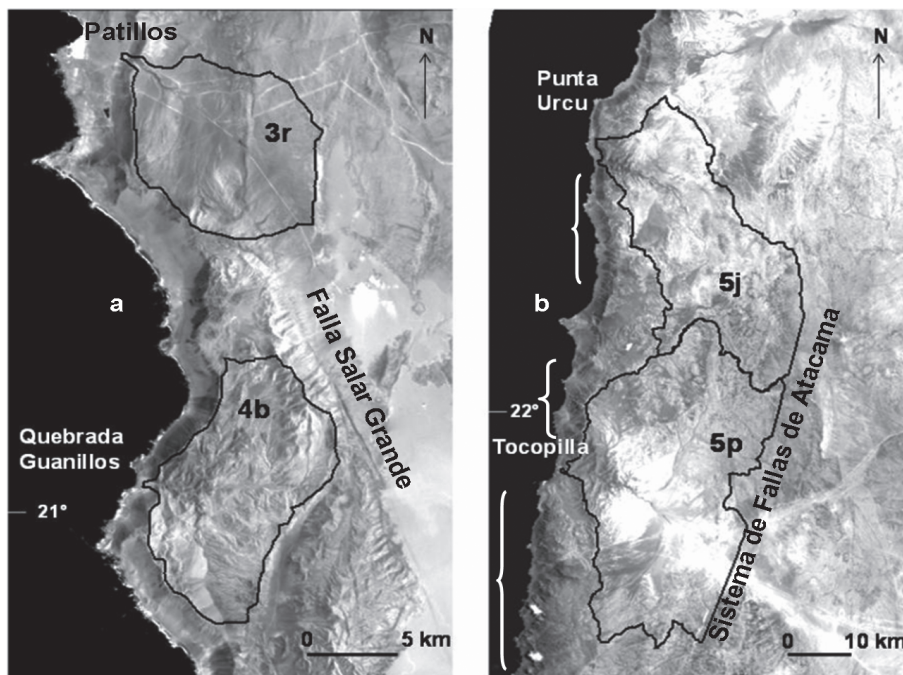 Patillos
N
3r
a
Falla Salar Grande
4b
Quebrada
Guanillos
21°
0 5 km
N
Punta
Urcu
5j
b
Sistema de Fallas de Atacama
22°
Tocopilla
5p
0 10 km